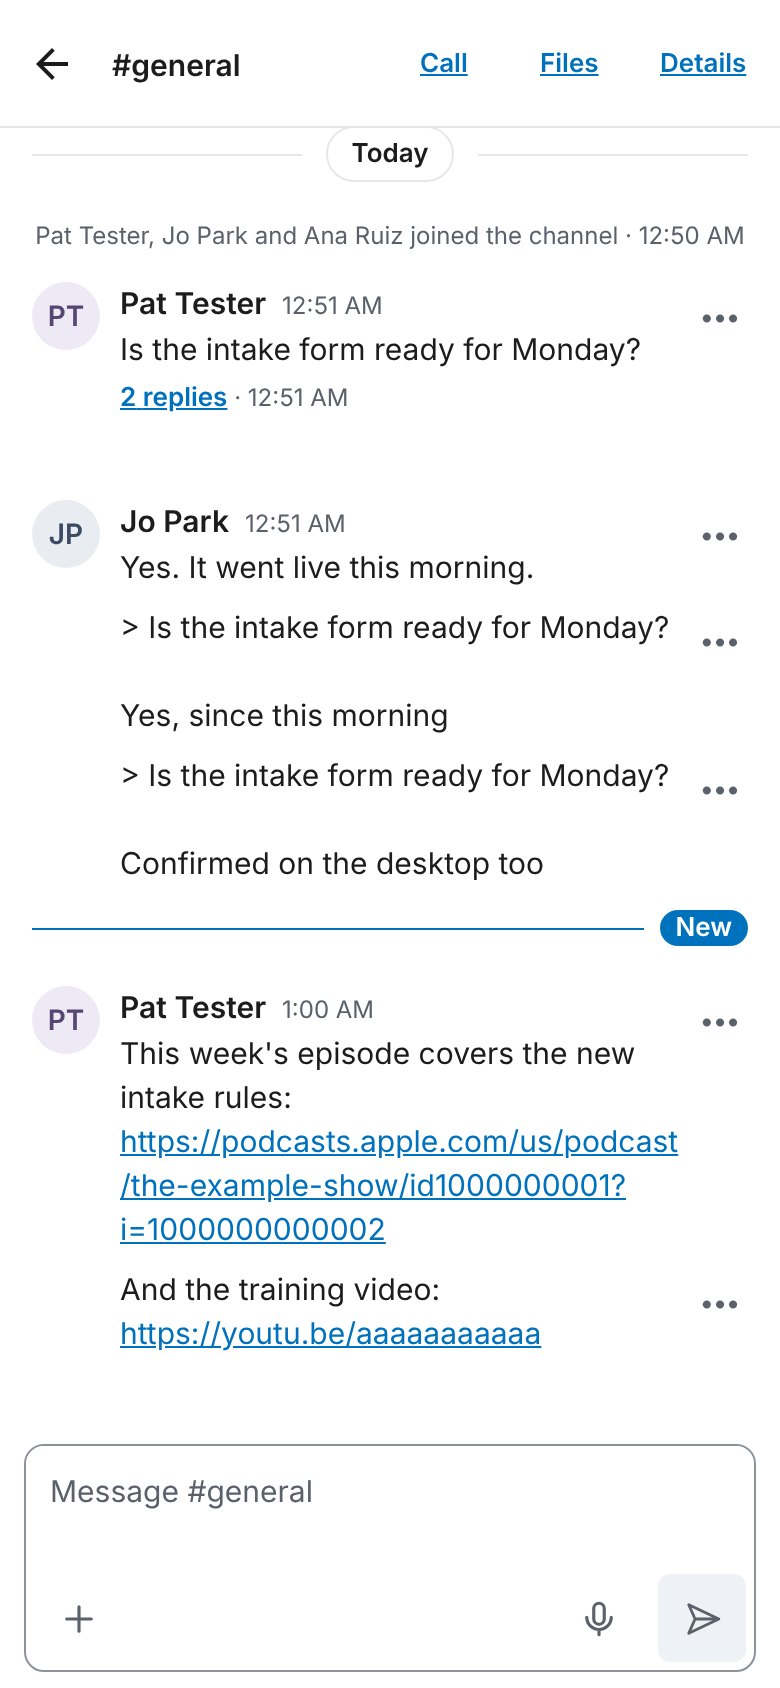 #general
Call
Files
Details
Today
Pat Tester, Jo Park and Ana Ruiz joined the channel · 12:50 AM
PT
Pat Tester 12:51 AM
Is the intake form ready for Monday?
2 replies · 12:51 AM
JP
Jo Park 12:51 AM
Yes. It went live this morning.
> Is the intake form ready for Monday?
Yes, since this morning
> Is the intake form ready for Monday?
Confirmed on the desktop too
New
PT
Pat Tester 1:00 AM
This week's episode covers the new
intake rules:
https://podcasts.apple.com/us/podcast
/the-example-show/id1000000001?
i=1000000000002
And the training video:
https://youtu.be/aaaaaaaaaaa
Message #general